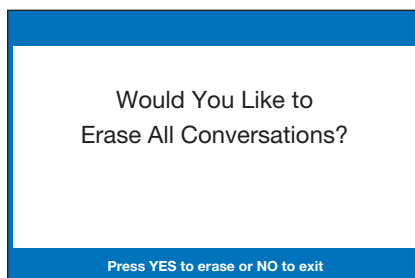 Would You Like to
Erase All Conversations?
Press YES to erase or NO to exit